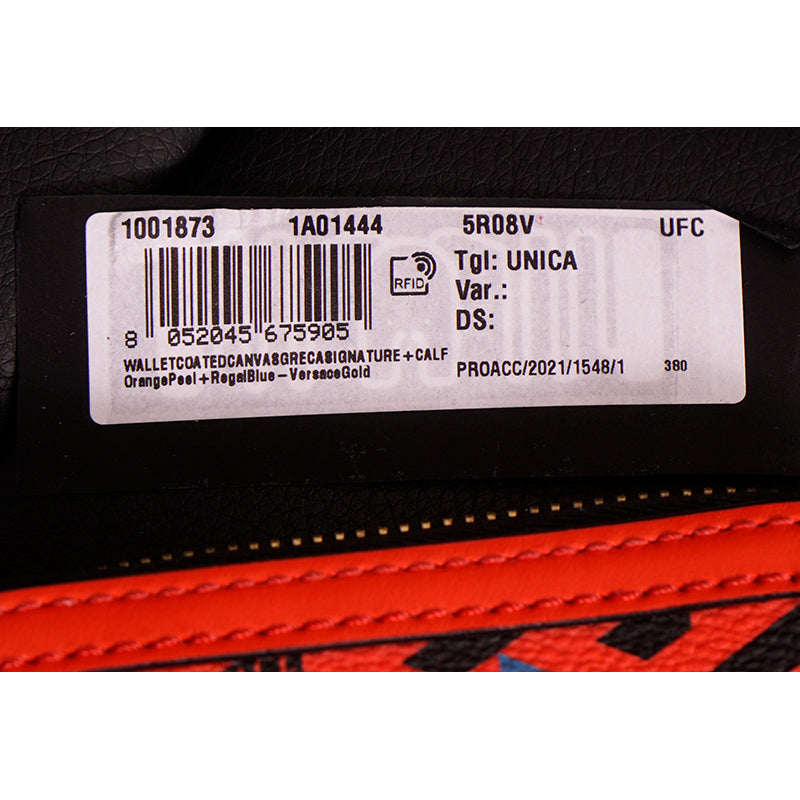 1001873 1A01444 5R08V UFC
RFID
Tgl: UNICA
Var.:
DS:
8 052045 675905
WALLETCOATEDCANVASGRECASIGNATURE+CALF
OrangePeel+RegalBlue-VersaceGold
PROACC/2021/1548/1 380